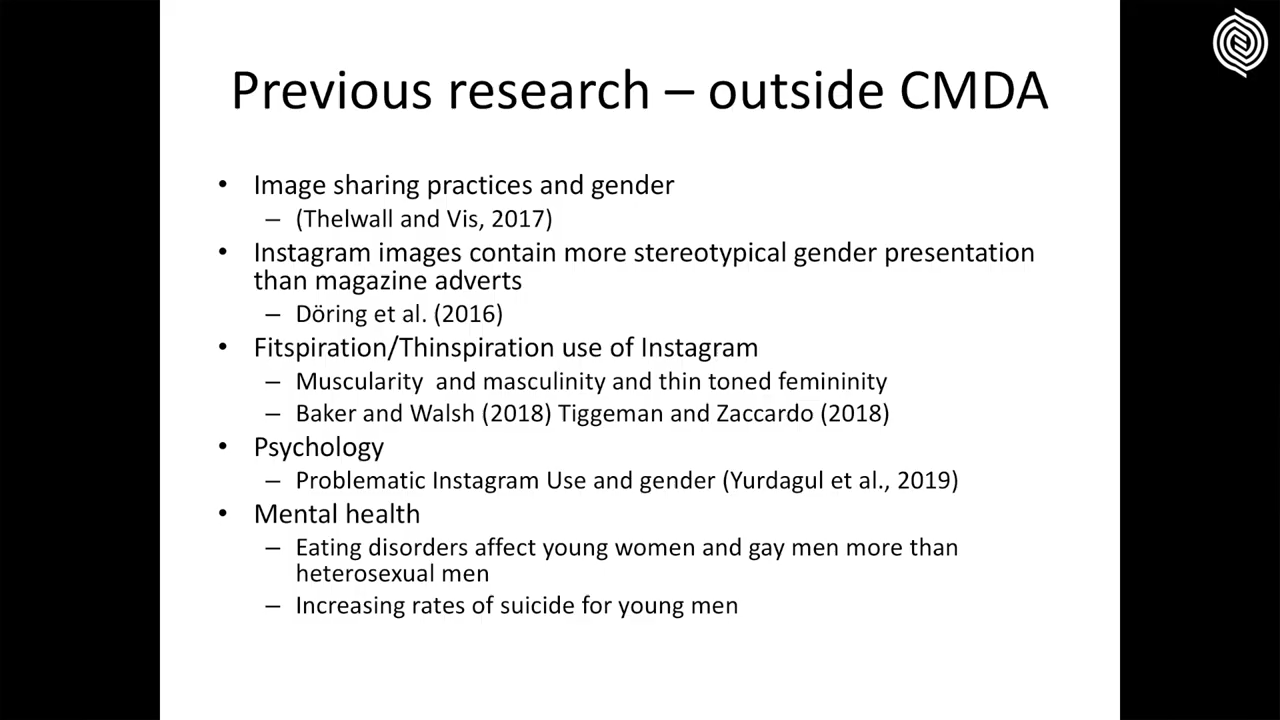 Previous research – outside CMDA
• Image sharing practices and gender
– (Thelwall and Vis, 2017)
• Instagram images contain more stereotypical gender presentation
than magazine adverts
– Döring et al. (2016)
• Fitspiration/Thinspiration use of Instagram
– Muscularity  and masculinity and thin toned femininity
– Baker and Walsh (2018) Tiggeman and Zaccardo (2018)
• Psychology
– Problematic Instagram Use and gender (Yurdagul et al., 2019)
• Mental health
– Eating disorders affect young women and gay men more than
heterosexual men
– Increasing rates of suicide for young men